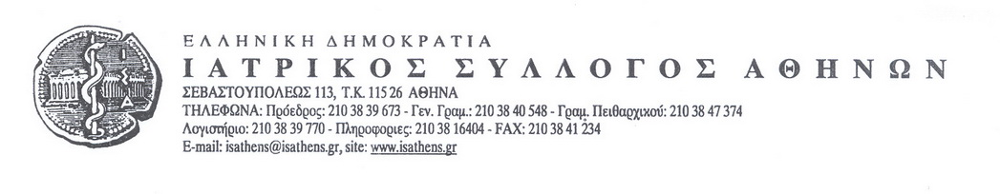 ΕΛΛΗΝΙΚΗ ΔΗΜΟΚΡΑΤΙΑ
ΙΑΤΡΙΚΟΣ ΣΥΛΛΟΓΟΣ ΑΘΗΝΩΝ
ΣΕΒΑΣΤΟΥΠΟΛΕΩΣ 113, Τ.Κ. 115 26 ΑΘΗΝΑ
ΤΗΛΕΦΩΝΑ: Πρόεδρος: 210 38 39 673 - Γεν. Γραμ.: 210 38 40 548 - Γραμ. Πειθαρχικού: 210 38 47 374
Λογιστήριο: 210 38 39 770 - Πληροφορίες: 210 38 16404 - FAX: 210 38 41 234
E-mail: isathens@isathens.gr, site: www.isathens.gr
Ι
Σ
Α